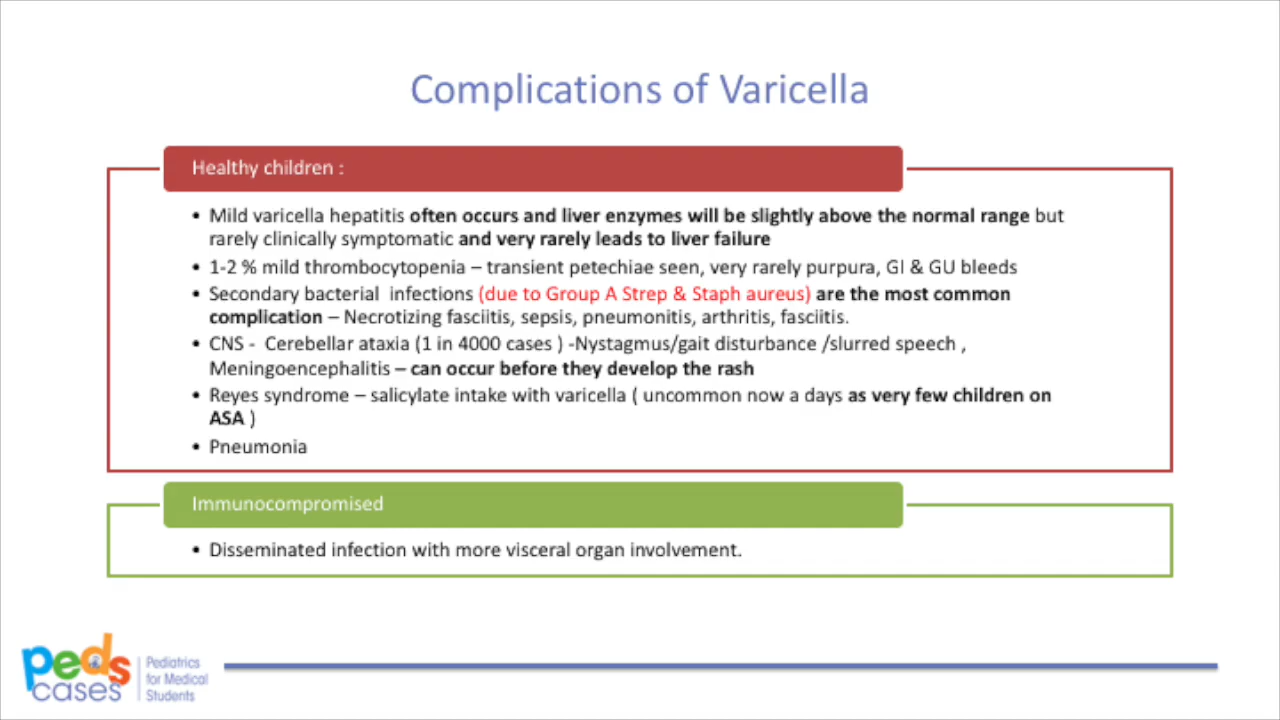 Complications of Varicella
Healthy children :
• Mild varicella hepatitis often occurs and liver enzymes will be slightly above the normal range but
rarely clinically symptomatic and very rarely leads to liver failure
• 1-2 % mild thrombocytopenia – transient petechiae seen, very rarely purpura, GI & GU bleeds
• Secondary bacterial  infections (due to Group A Strep & Staph aureus) are the most common
complication – Necrotizing fasciitis, sepsis, pneumonitis, arthritis, fasciitis.
• CNS -  Cerebellar ataxia (1 in 4000 cases ) -Nystagmus/gait disturbance /slurred speech ,
Meningoencephalitis – can occur before they develop the rash
• Reyes syndrome – salicylate intake with varicella ( uncommon now a days as very few children on
ASA )
• Pneumonia
Immunocompromised
• Disseminated infection with more visceral organ involvement.
peds
cases
Pediatrics
for Medical
Students